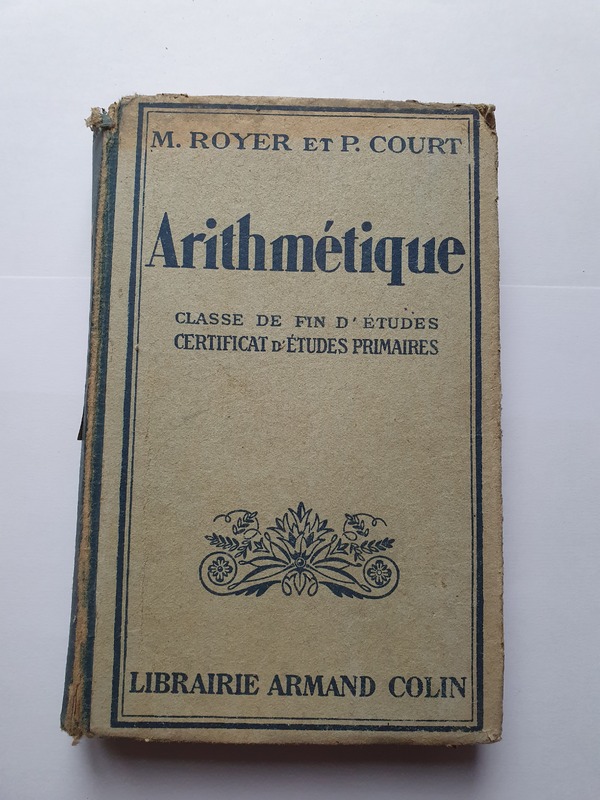 M. ROYER ET P. COURT
Arithmétique
CLASSE DE FIN D'ÉTUDES
CERTIFICAT D'ÉTUDES PRIMAIRES
LIBRAIRIE ARMAND COLIN